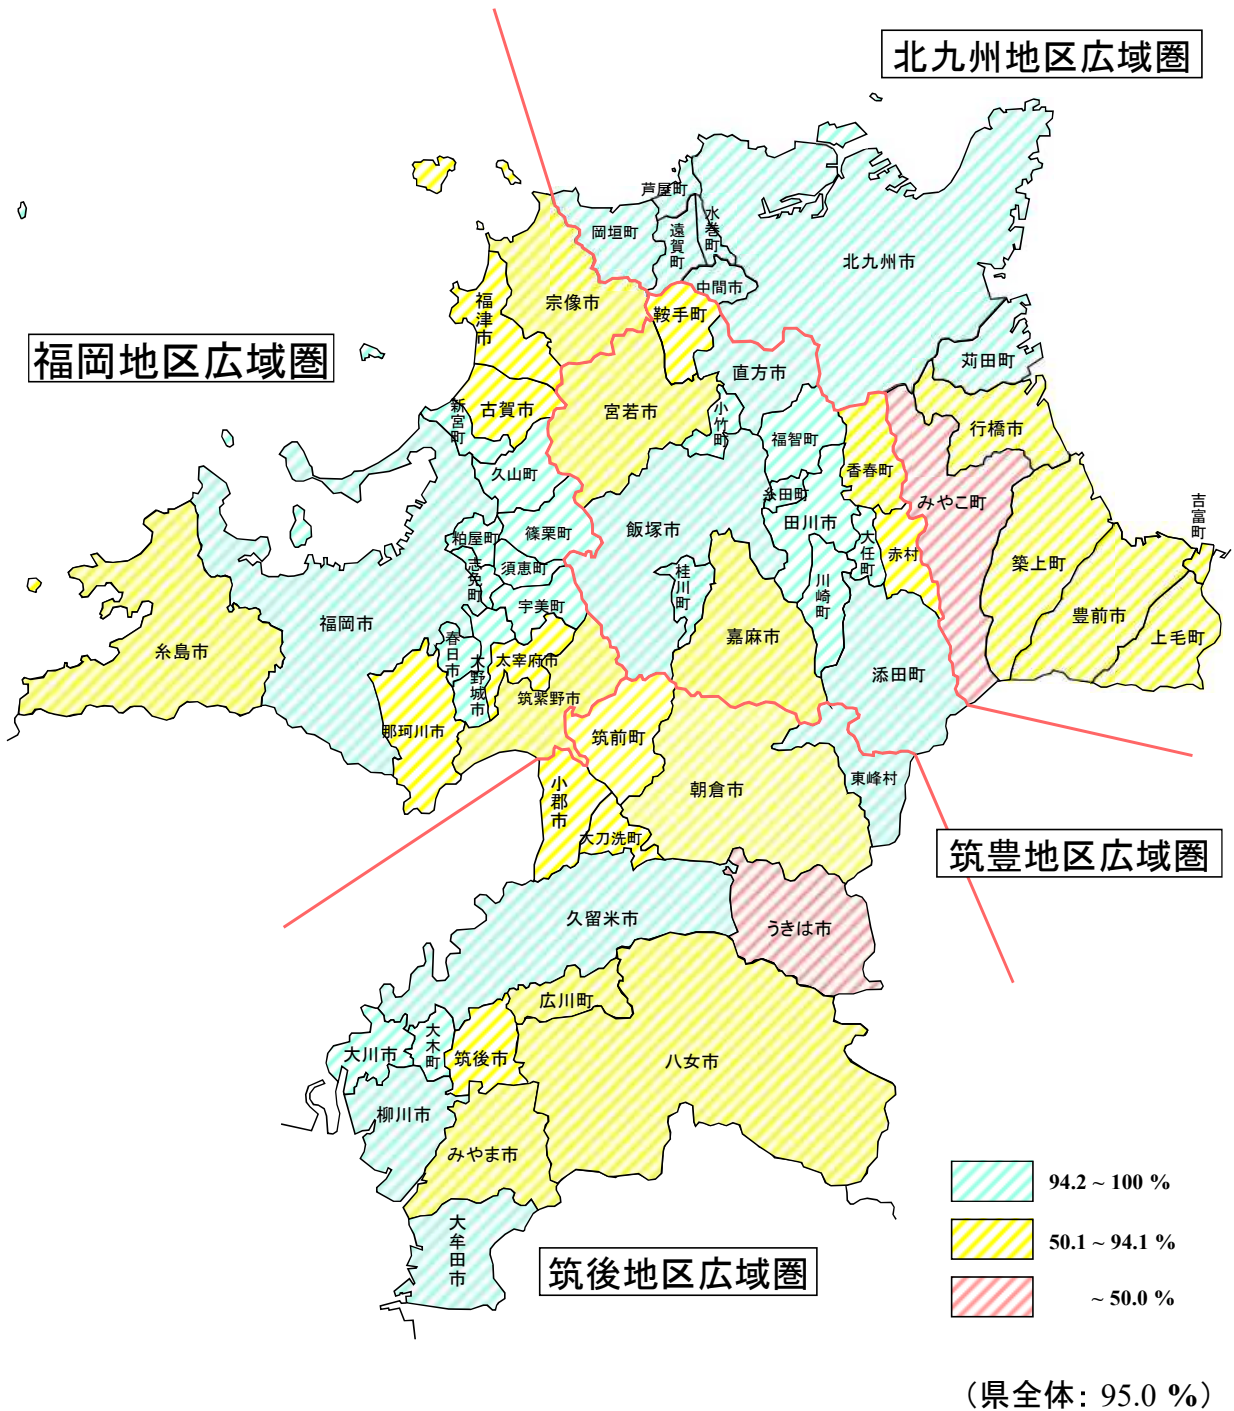 北九州地区広域圏
芦屋町
水巻町
岡垣町
遠賀町
北九州市
中間市
宗像市
鞍手町
福津市
福岡地区広域圏
苅田町
直方市
古賀市
宮若市
小竹町
新宮町
行橋市
福智町
久山町
香春町
みやこ町
糸田町
吉富町
飯塚市
田川市
篠栗町
粕屋町
大任町
赤村
築上町
須恵町
志免町
桂川町
川崎町
宇美町
豊前市
福岡市
嘉麻市
上毛町
糸島市
春日市
大野城市
太宰府市
添田町
筑紫野市
那珂川市
筑前町
東峰村
朝倉市
小郡市
大刀洗町
筑豊地区広域圏
久留米市
うきは市
広川町
大川市
大木町
筑後市
八女市
柳川市
みやま市
大牟田市
筑後地区広域圏
94.2 ~ 100 %
50.1 ~ 94.1 %
~ 50.0 %
（県全体： 95.0 %）